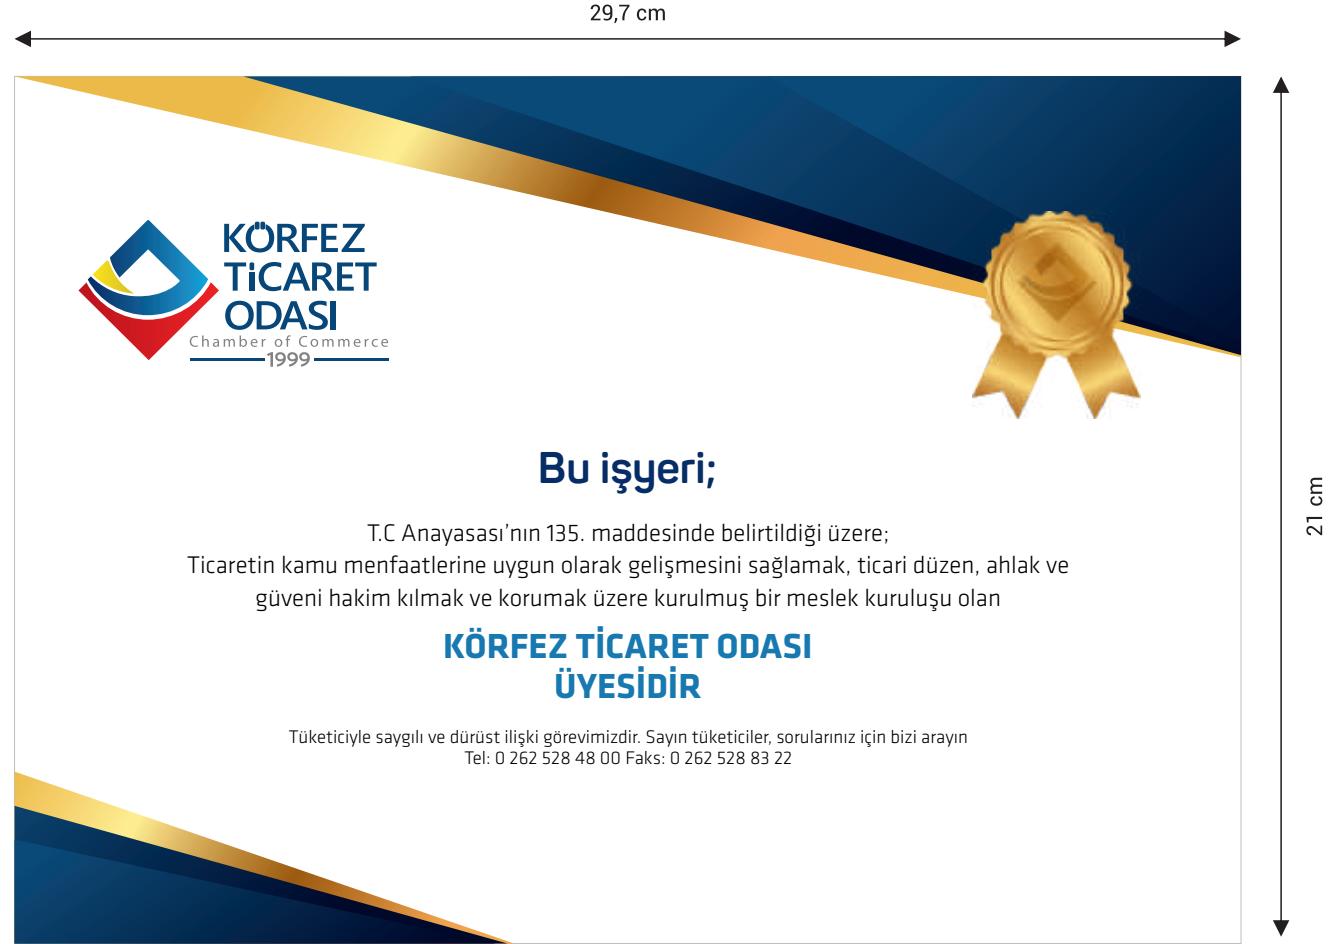 29,7 cm
KÖRFEZ
TiCARET
ODASI
Chamber of Commerce
1999
21 cm
Bu işyeri;
T.C Anayasası’nın 135. maddesinde belirtildiği üzere;
Ticaretin kamu menfaatlerine uygun olarak gelişmesini sağlamak, ticari düzen, ahlak ve
güveni hakim kılmak ve korumak üzere kurulmuş bir meslek kuruluşu olan
KÖRFEZ TİCARET ODASI
ÜYESİDİR
Tüketiciyle saygılı ve dürüst ilişki görevimizdir. Sayın tüketiciler, sorularınız için bizi arayın
Tel: 0 262 528 48 00 Faks: 0 262 528 83 22